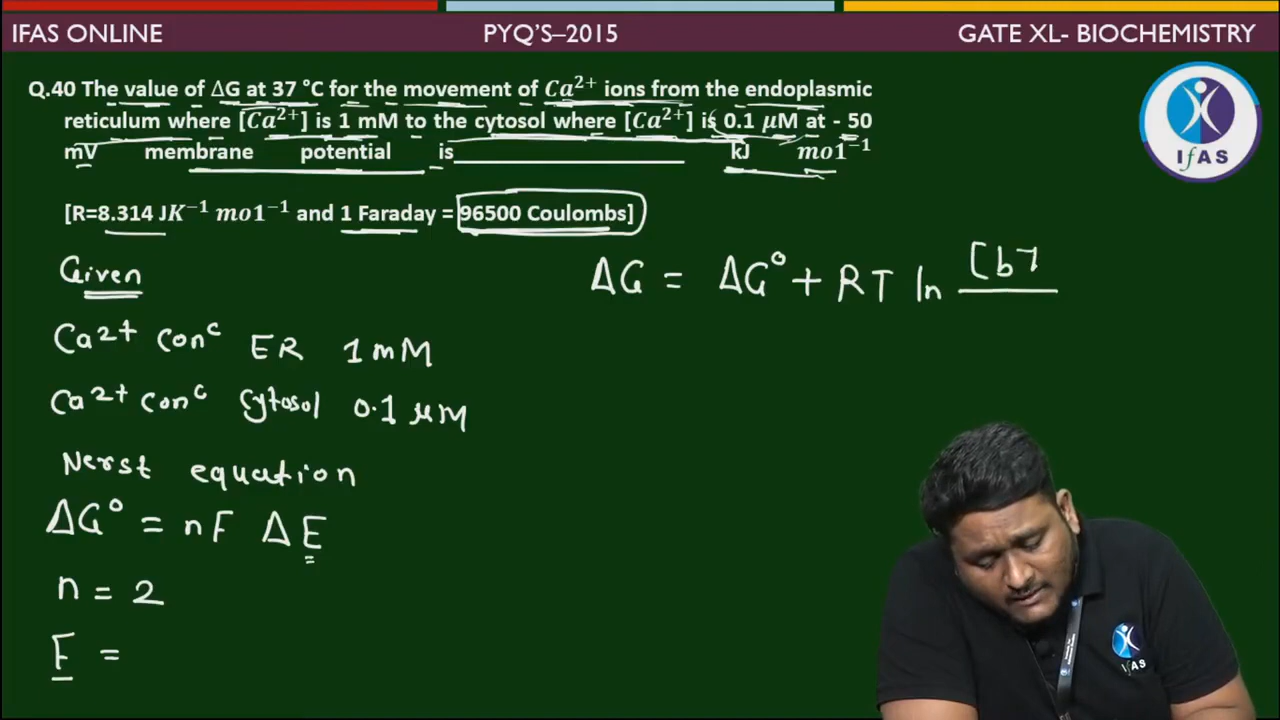 IFAS ONLINE PYQ'S–2015 GATE XL- BIOCHEMISTRY
Q.40 The value of ΔG at 37 °C for the movement of Ca²⁺ ions from the endoplasmic
reticulum where [Ca²⁺] is 1 mM to the cytosol where [Ca²⁺] is 0.1 μM at - 50
mV membrane potential is____________________ kJ mo1⁻¹
[R=8.314 JK⁻¹ mo1⁻¹ and 1 Faraday = 96500 Coulombs]
IFAS
Given
ΔG = ΔG° + RT ln [b]
Ca2+ conc ER 1 mM
Ca2+ conc Cytosol 0.1 μM
Nerst equation
ΔG° = nF ΔE
n = 2
F =
IFAS